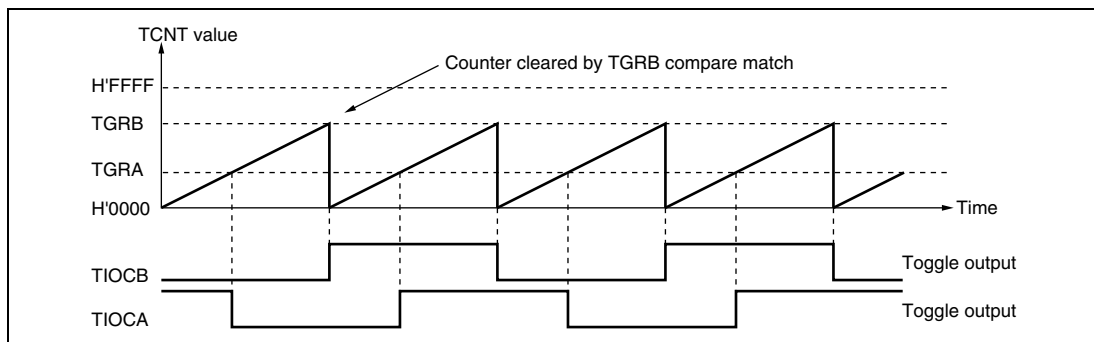 TCNT value
Counter cleared by TGRB compare match
H'FFFF
TGRB
TGRA
H'0000
Time
TIOCB
Toggle output
TIOCA
Toggle output